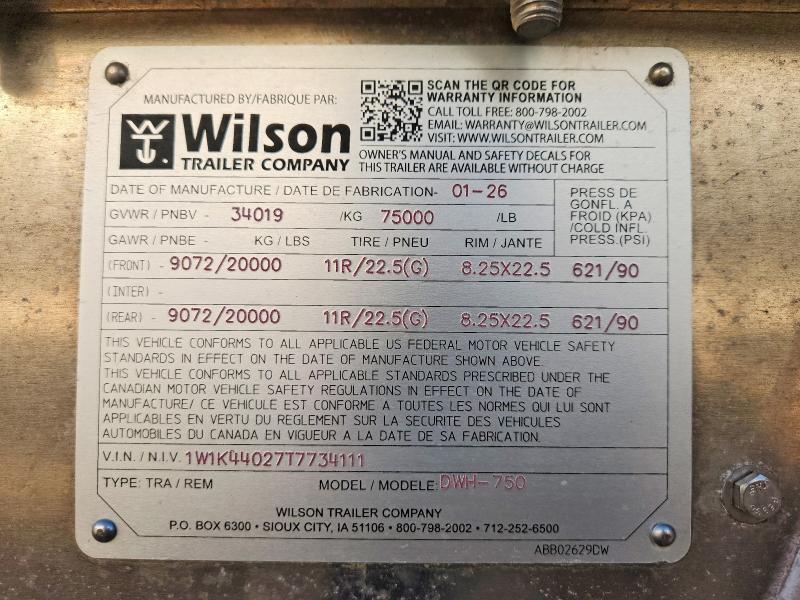 MANUFACTURED BY/FABRIQUE PAR:
Wilson
TRAILER COMPANY
SCAN THE QR CODE FOR
WARRANTY INFORMATION
CALL TOLL FREE: 800-798-2002
EMAIL: WARRANTY@WILSONTRAILER.COM
VISIT: WWW.WILSONTRAILER.COM
OWNER'S MANUAL AND SAFETY DECALS FOR
THIS TRAILER ARE AVAILABLE WITHOUT CHARGE
DATE OF MANUFACTURE / DATE DE FABRICATION- 01-26
GVWR / PNBV - 34019 /KG 75000 /LB
PRESS DE
GONFL. A
FROID (KPA)
/COLD INFL.
PRESS.(PSI)
GAWR / PNBE - KG / LBS TIRE / PNEU RIM / JANTE
(FRONT) - 9072/20000 11R/22.5(G) 8.25X22.5 621/90
(INTER) -
(REAR) - 9072/20000 11R/22.5(G) 8.25X22.5 621/90
THIS VEHICLE CONFORMS TO ALL APPLICABLE US FEDERAL MOTOR VEHICLE SAFETY
STANDARDS IN EFFECT ON THE DATE OF MANUFACTURE SHOWN ABOVE.
THIS VEHICLE CONFORMS TO ALL APPLICABLE STANDARDS PRESCRIBED UNDER THE
CANADIAN MOTOR VEHICLE SAFETY REGULATIONS IN EFFECT ON THE DATE OF
MANUFACTURE/ CE VEHICULE EST CONFORME A TOUTES LES NORMES QUI LUI SONT
APPLICABLES EN VERTU DU REGLEMENT SUR LA SECURITE DES VEHICULES
AUTOMOBILES DU CANADA EN VIGUEUR A LA DATE DE SA FABRICATION.
V.I.N. / N.I.V. 1W1K44027T7734111
TYPE: TRA / REM MODEL / MODELE: DWH-750
WILSON TRAILER COMPANY
P.O. BOX 6300 • SIOUX CITY, IA 51106 • 800-798-2002 • 712-252-6500
ABB02629DW